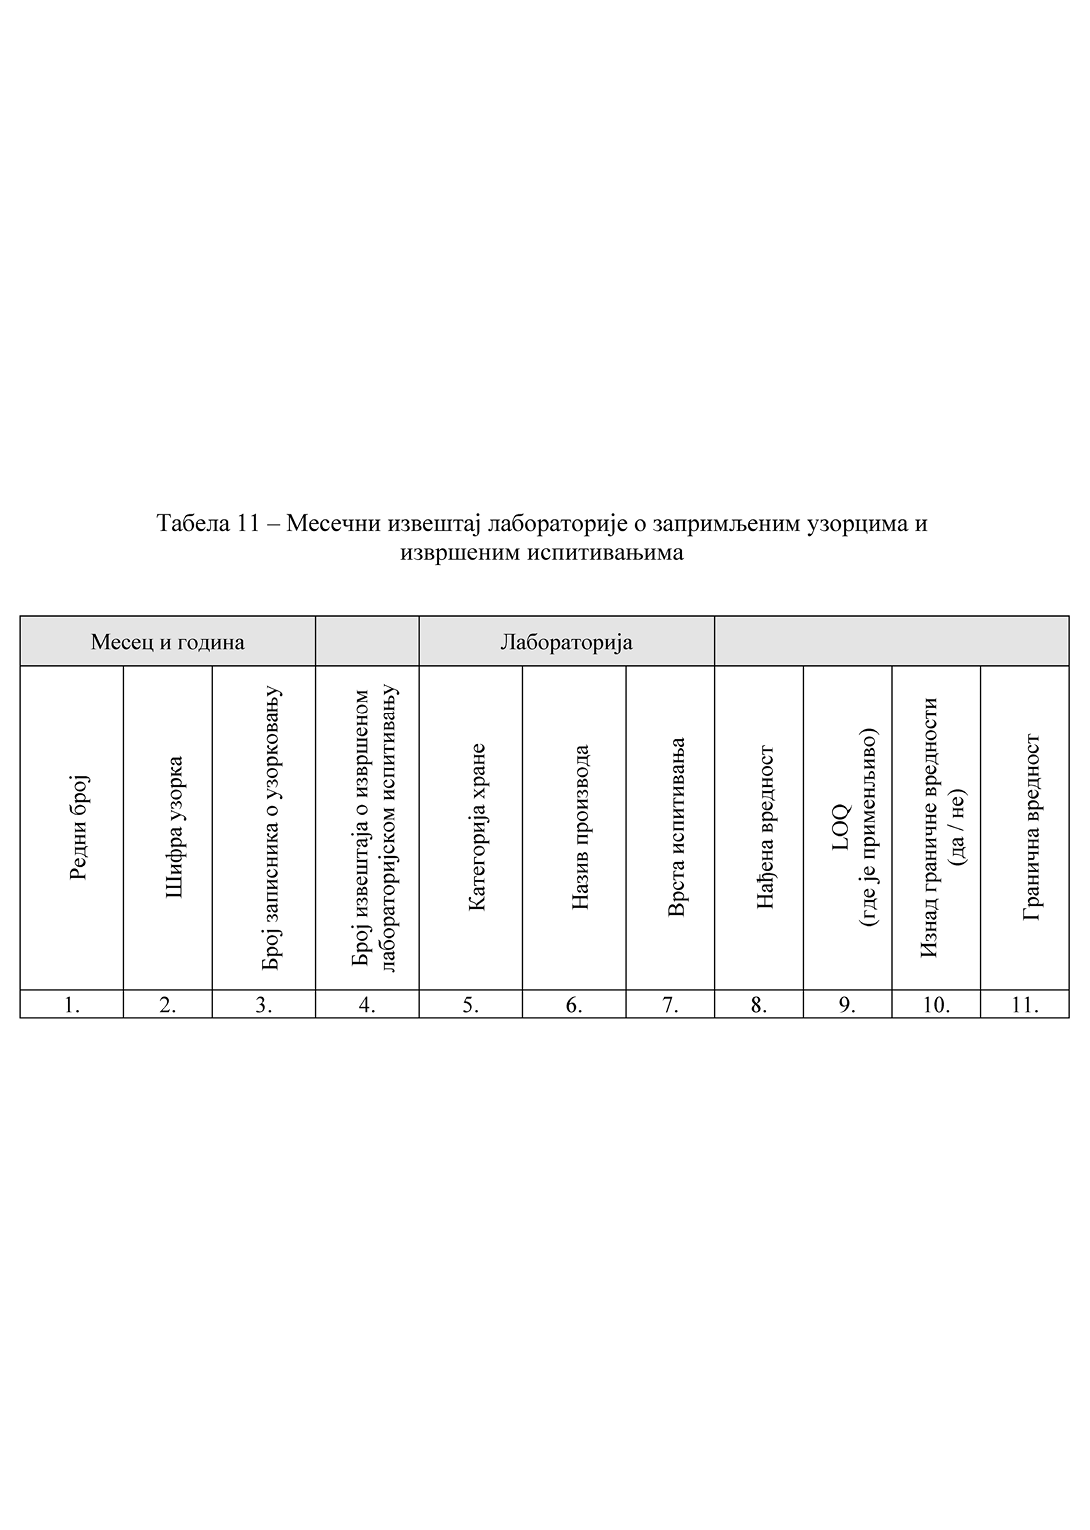 Табела 11 – Месечни извештај лабораторије о запримљеним узорцима и
извршеним испитивањима
Месец и година
Лабораторија
Редни број
Шифра узорка
Број записника о узорковању
Број извештаја о извршеном
лабораторијском испитивању
Категорија хране
Назив производа
Врста испитивања
Нађена вредност
LOQ
(где је применљиво)
Изнад граничне вредности
(да / не)
Гранична вредност
1.
2.
3.
4.
5.
6.
7.
8.
9.
10.
11.